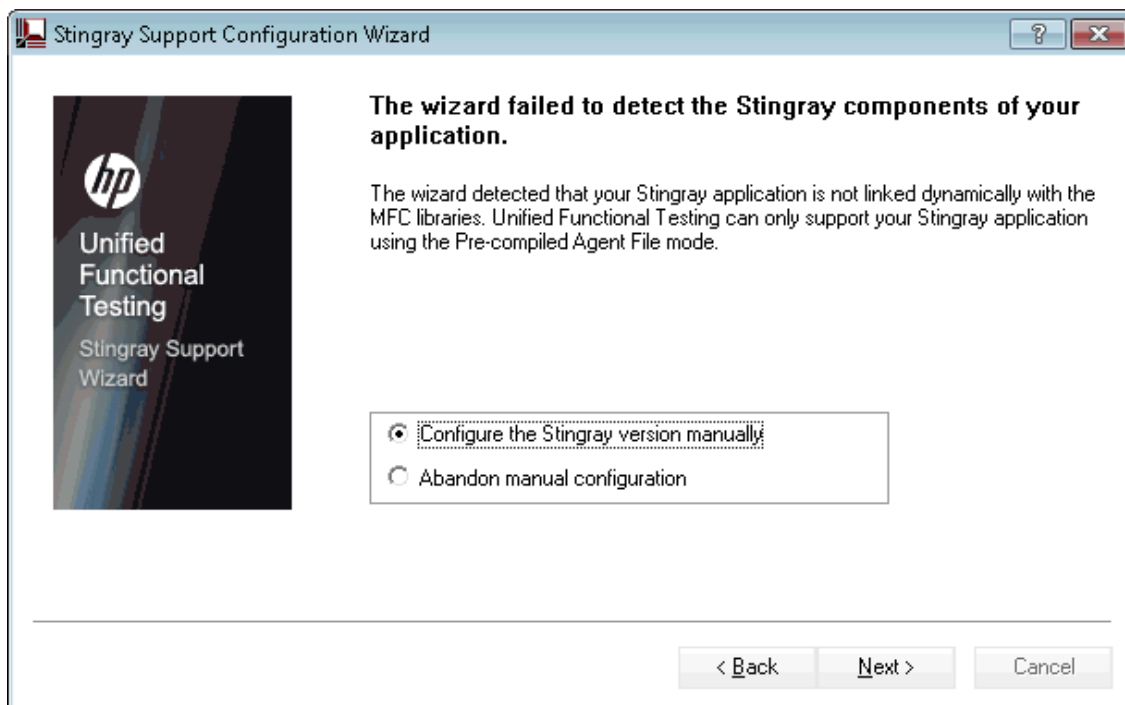 Stingray Support Configuration Wizard
?
The wizard failed to detect the Stingray components of your
application.
The wizard detected that your Stingray application is not linked dynamically with the
MFC libraries. Unified Functional Testing can only support your Stingray application
using the Pre-compiled Agent File mode.
hp
Unified
Functional
Testing
Stingray Support
Wizard
Configure the Stingray version manually
Abandon manual configuration
< Back
Next >
Cancel